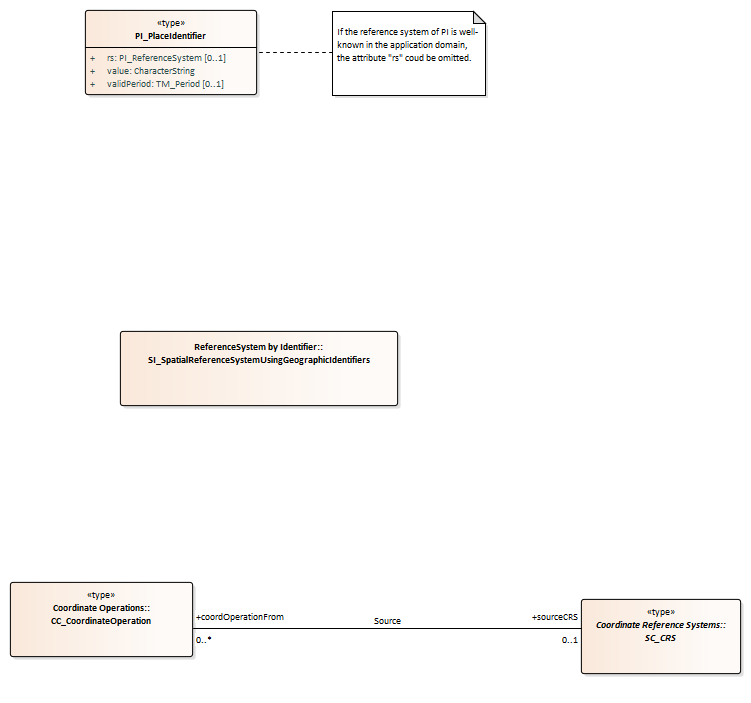 «type»
PI_PlaceIdentifier
+ rs: PI_ReferenceSystem [0..1]
+ value: CharacterString
+ validPeriod: TM_Period [0..1]
If the reference system of PI is well-
known in the application domain,
the attribute "rs" coud be omitted.
ReferenceSystem by Identifier::
SI_SpatialReferenceSystemUsingGeographicIdentifiers
«type»
Coordinate Operations::
CC_CoordinateOperation
+coordOperationFrom
0..*
Source
+sourceCRS
0..1
«type»
Coordinate Reference Systems::
SC_CRS